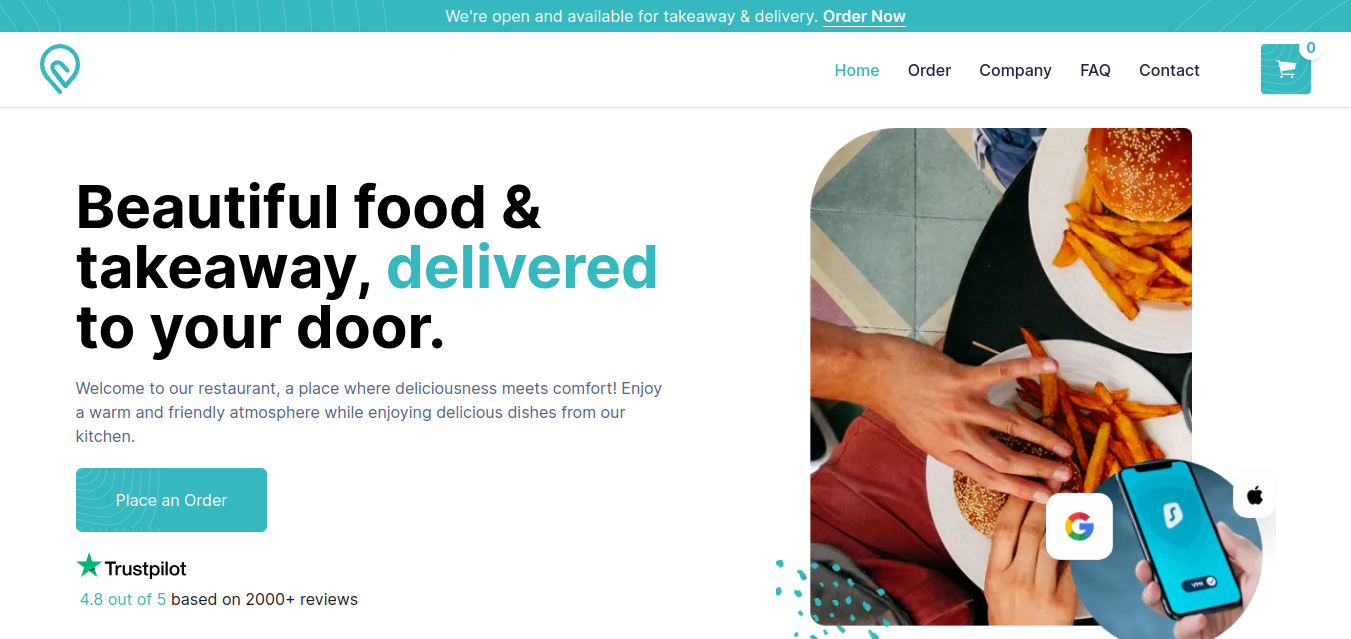 We're open and available for takeaway & delivery. Order Now
Home Order Company FAQ Contact
0
Beautiful food &
takeaway, delivered
to your door.
Welcome to our restaurant, a place where deliciousness meets comfort! Enjoy
a warm and friendly atmosphere while enjoying delicious dishes from our
kitchen.
Place an Order
Trustpilot
4.8 out of 5 based on 2000+ reviews
VPN